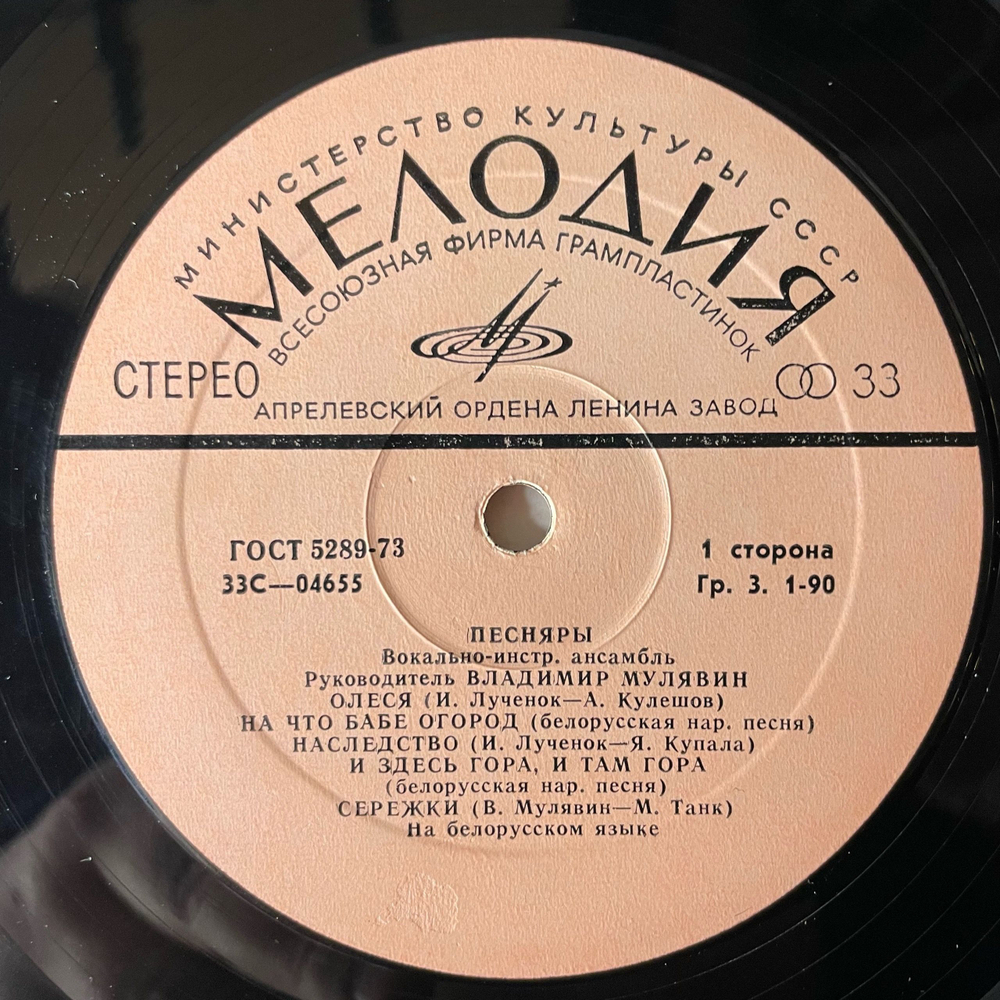 МИНИСТЕРСТВО КУЛЬТУРЫ СССР
МЕЛОДИЯ
ВСЕСОЮЗНАЯ ФИРМА ГРАМПЛАСТИНОК
СТЕРЕО
33
АПРЕЛЕВСКИЙ ОРДЕНА ЛЕНИНА ЗАВОД
ГОСТ 5289-73
1 сторона
33С—04655
Гр. 3. 1-90
ПЕСНЯРЫ
Вокально-инстр. ансамбль
Руководитель ВЛАДИМИР МУЛЯВИН
ОЛЕСЯ (И. Лученок—А. Кулешов)
НА ЧТО БАБЕ ОГОРОД (белорусская нар. песня)
НАСЛЕДСТВО (И. Лученок—Я. Купала)
И ЗДЕСЬ ГОРА, И ТАМ ГОРА
(белорусская нар. песня)
СЕРЕЖКИ (В. Мулявин—М. Танк)
На белорусском языке